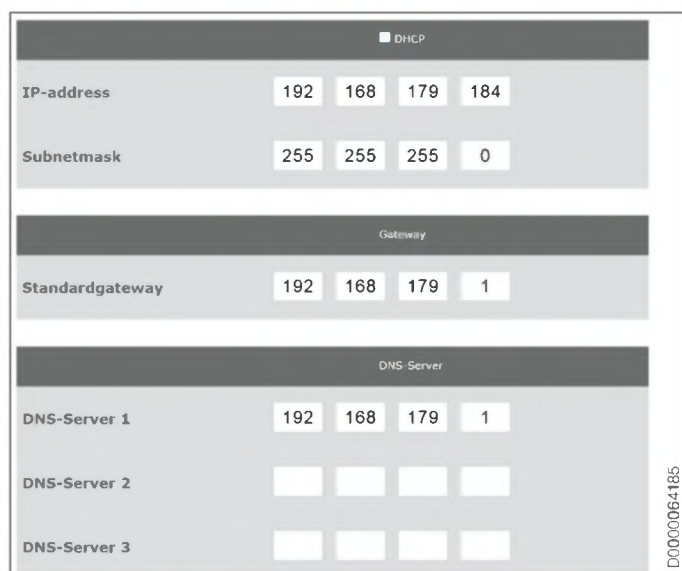 DHCP
IP-address 192 168 179 184
Subnetmask 255 255 255 0
Gateway
Standardgateway 192 168 179 1
DNS-Server
DNS-Server 1 192 168 179 1
DNS-Server 2
DNS-Server 3
D0000064185